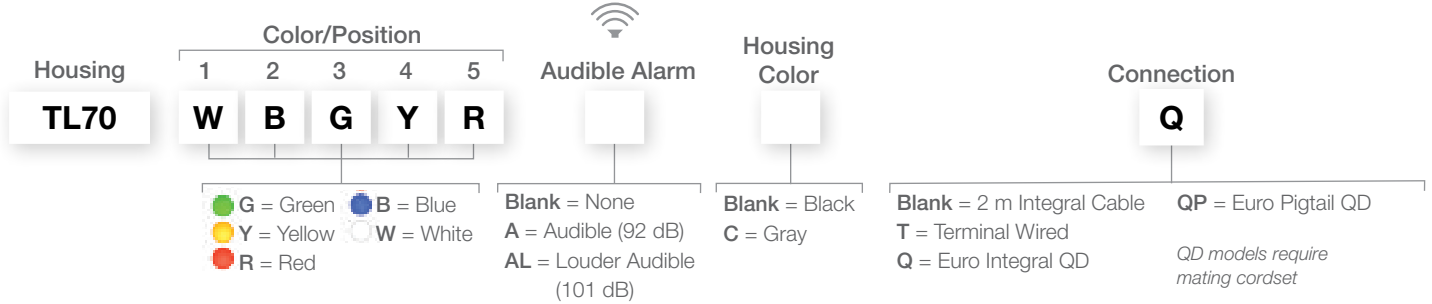 Housing
TL70
Color/Position
1 2 3 4 5
W B G Y R
G = Green
B = Blue
Y = Yellow
W = White
R = Red
Audible Alarm
Blank = None
A = Audible (92 dB)
AL = Louder Audible
(101 dB)
Housing
Color
Blank = Black
C = Gray
Connection
Q
Blank = 2 m Integral Cable
T = Terminal Wired
Q = Euro Integral QD
QP = Euro Pigtail QD
QD models require
mating cordset